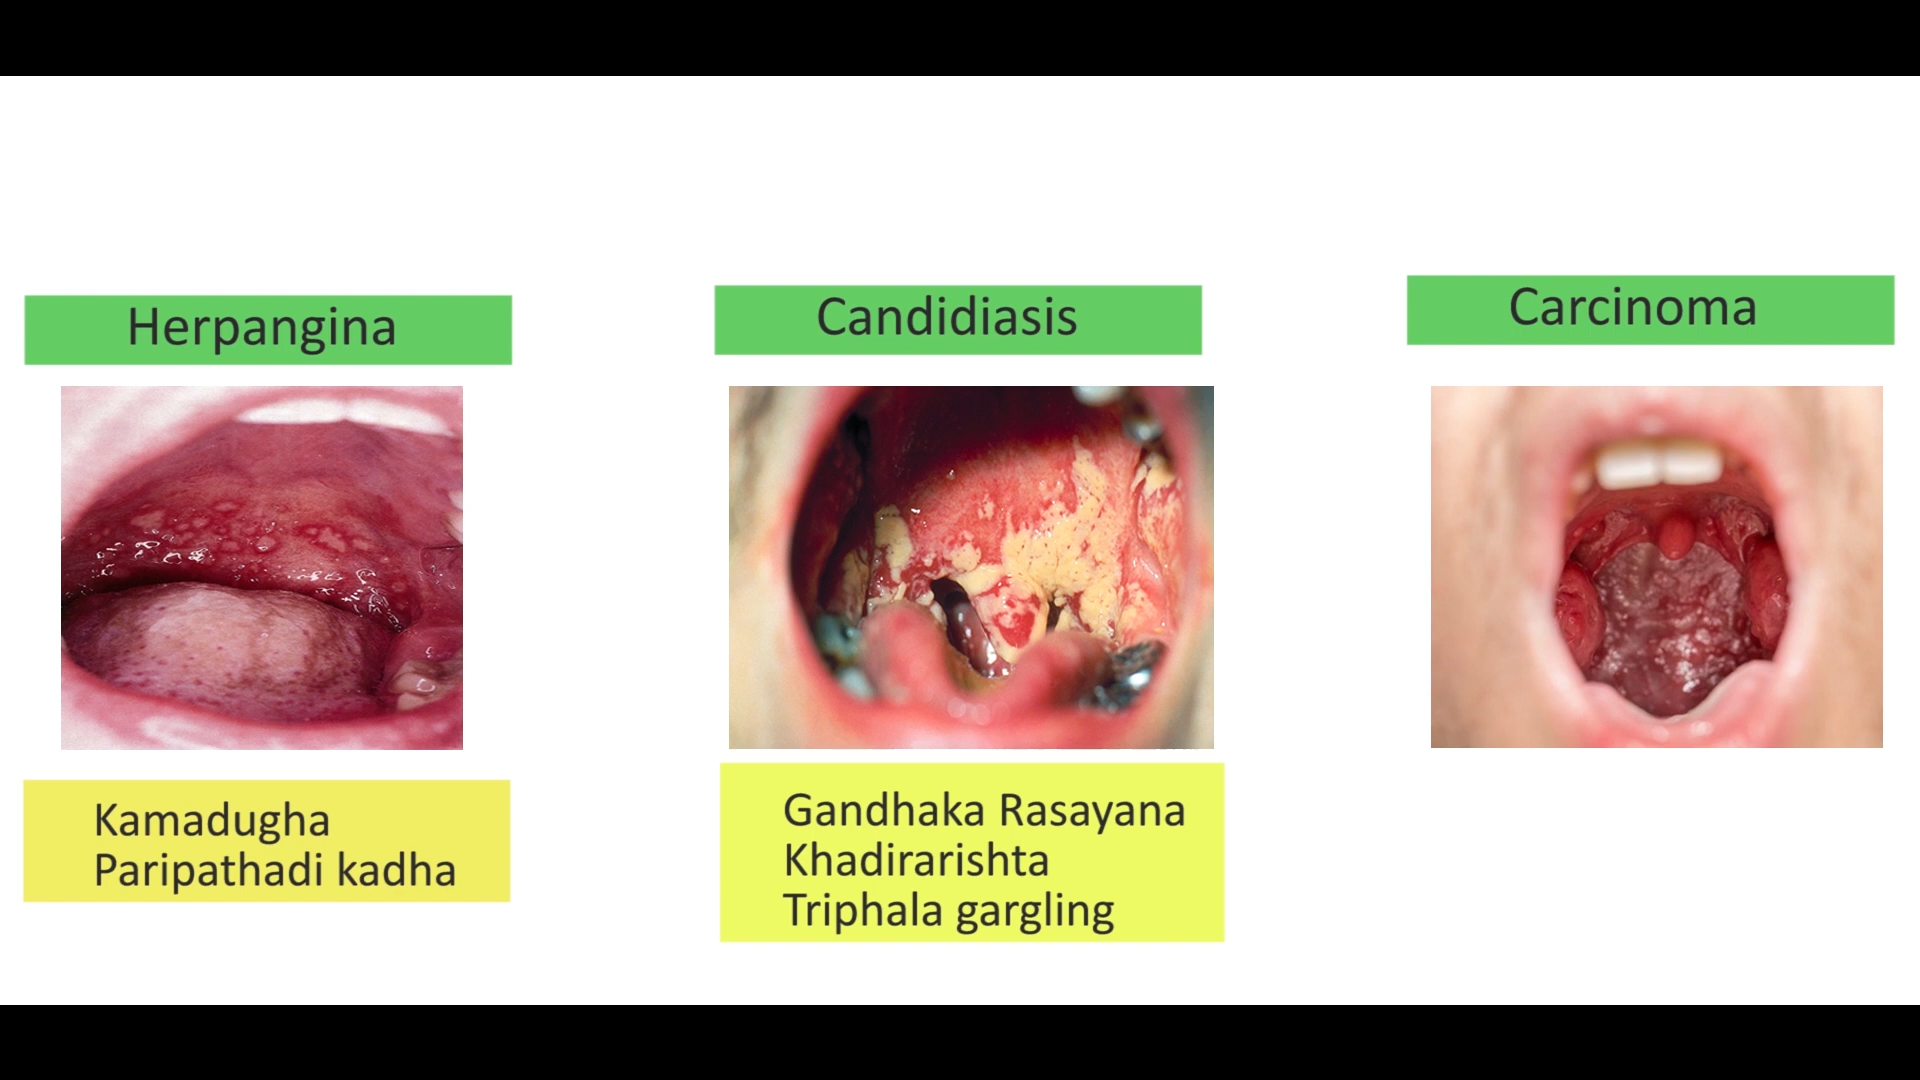 Herpangina
Candidiasis
Carcinoma
Kamadugha
Paripathadi kadha
Gandhaka Rasayana
Khadirarishta
Triphala gargling